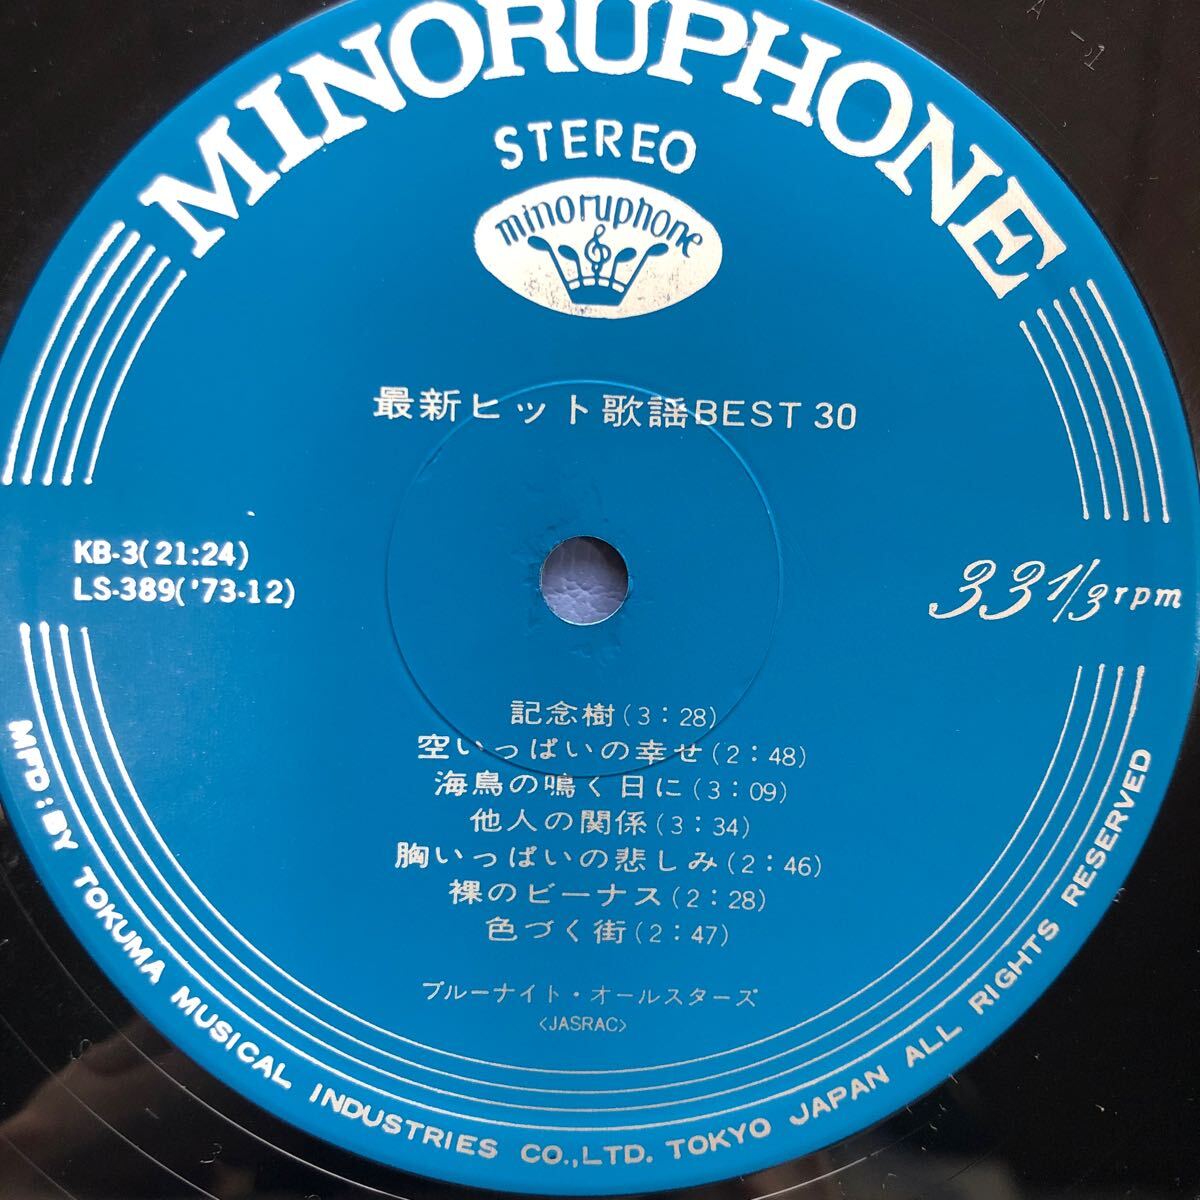 MINORUPHONE
STEREO
minoruphone
最新ヒット歌謡BEST 30
KB-3(21:24)
LS-389('73-12)
33 1/3 rpm
記念樹(3:28)
空いっぱいの幸せ(2:48)
海鳥の鳴く日に(3:09)
他人の関係(3:34)
胸いっぱいの悲しみ(2:46)
裸のビーナス(2:28)
色づく街(2:47)
ブルーナイト・オールスターズ
<JASRAC>
MFD: BY TOKUMA MUSICAL INDUSTRIES CO.,LTD. TOKYO JAPAN ALL RIGHTS RESERVED